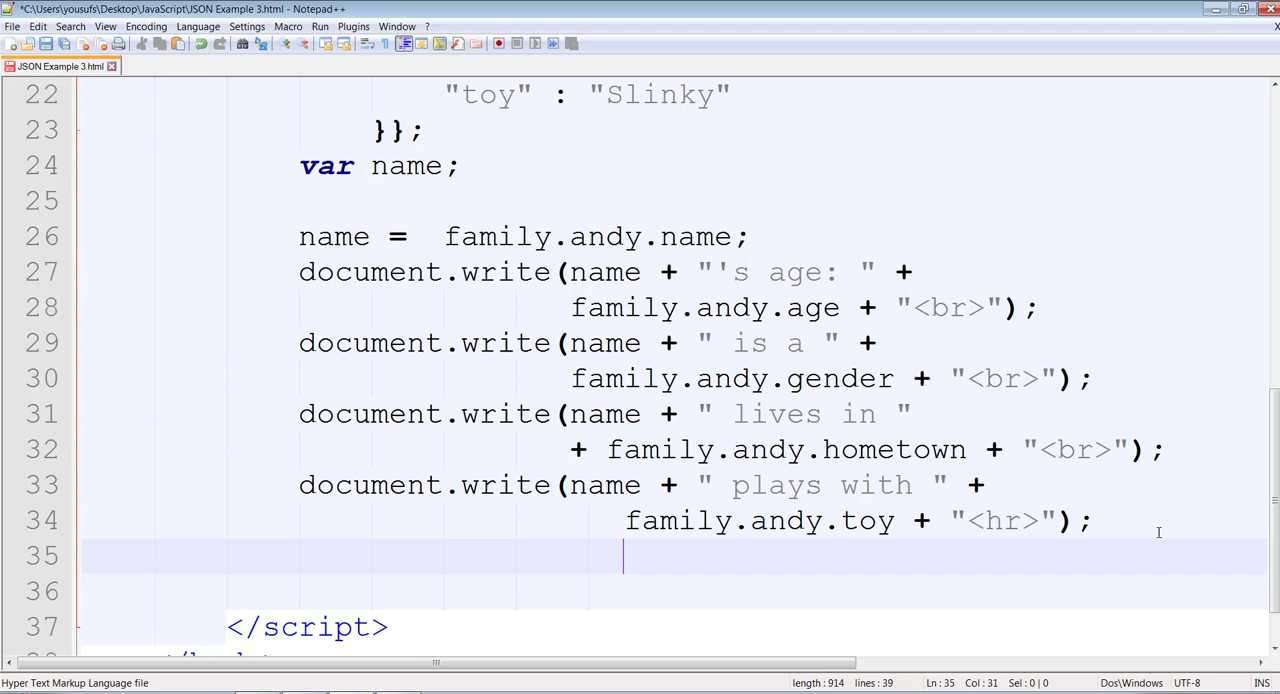 *C:\Users\yousufs\Desktop\JavaScript\JSON Example 3.html - Notepad++
File Edit Search View Encoding Language Settings Macro Run Plugins Window ? X
JSON Example 3.html
22 "toy" : "Slinky"
23 }};
24 var name;
25
26 name = family.andy.name;
27 document.write(name + "'s age: " +
28 family.andy.age + "<br>");
29 document.write(name + " is a " +
30 family.andy.gender + "<br>");
31 document.write(name + " lives in "
32 + family.andy.hometown + "<br>");
33 document.write(name + " plays with " +
34 family.andy.toy + "<hr>");
35
36
37 </script>
Hyper Text Markup Language file length : 914 lines : 39 Ln : 35 Col : 31 Sel : 0 | 0 Dos\Windows UTF-8 INS